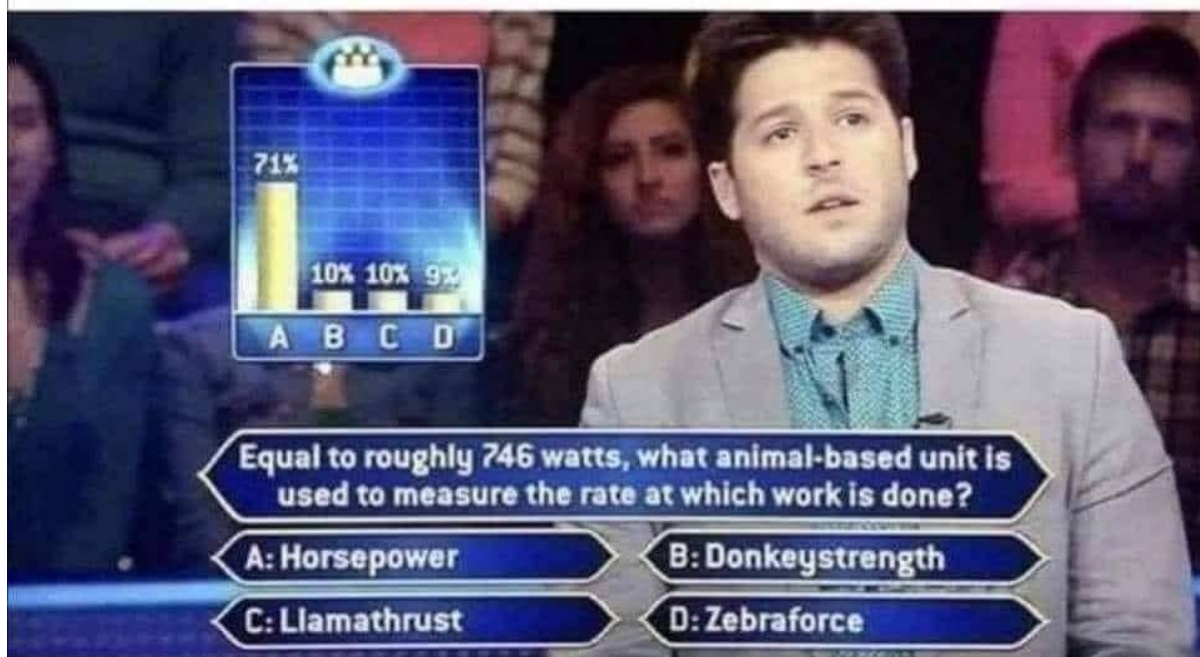 71%
10% 10% 9%
A B C D
Equal to roughly 746 watts, what animal-based unit is
used to measure the rate at which work is done?
A: Horsepower
B: Donkeystrength
C: Llamathrust
D: Zebraforce